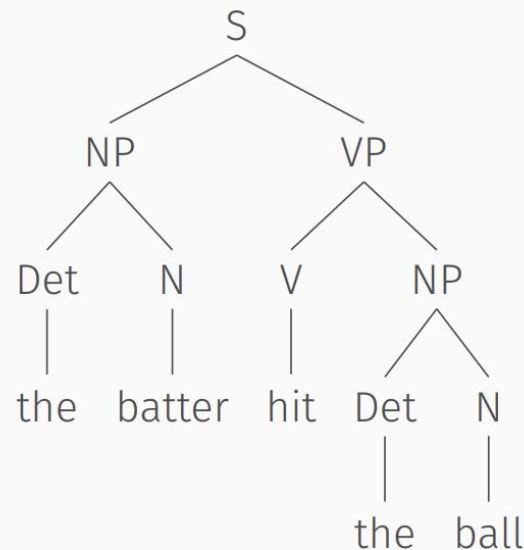 S
NP VP
Det N V NP
the batter hit Det N
the ball